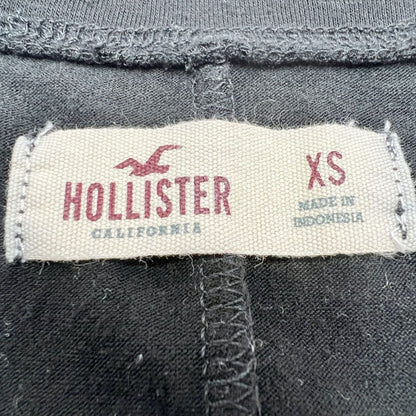 HOLLISTER
CALIFORNIA
XS
MADE IN
INDONESIA